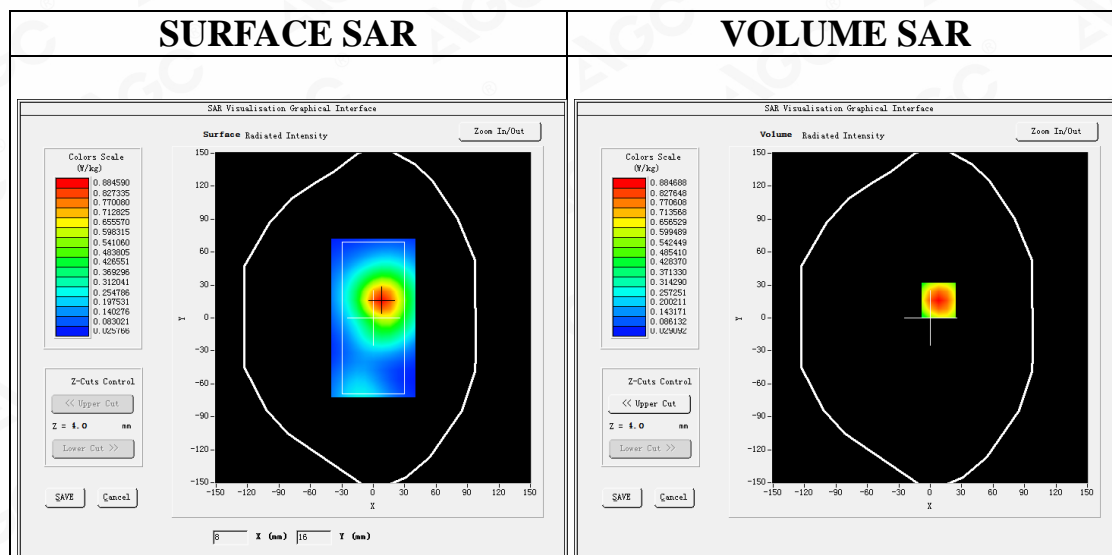 SURFACE SAR
VOLUME SAR
SAR Visualisation Graphical Interface
Surface Radiated Intensity
Zoom In/Out
Colors Scale
(W/kg)
0.884590
0.827335
0.770080
0.712825
0.655570
0.598315
0.541060
0.483805
0.426551
0.369296
0.312041
0.254786
0.197531
0.140276
0.083021
0.025766
150
120
90
60
30
0
-30
-60
-90
-120
-150
Y
-150 -120 -90 -60 -30 0 30 60 90 120 150
X
Z-Cuts Control
<< Upper Cut
Z = 4.0 mm
Lower Cut >>
SAVE Cancel
8 X (mm) 16 Y (mm)
SAR Visualisation Graphical Interface
Volume Radiated Intensity
Zoom In/Out
Colors Scale
(W/kg)
0.884688
0.827648
0.770608
0.713568
0.656529
0.599489
0.542449
0.485410
0.428370
0.371330
0.314290
0.257251
0.200211
0.143171
0.086132
0.029092
150
120
90
60
30
0
-30
-60
-90
-120
-150
Y
-150 -120 -90 -60 -30 0 30 60 90 120 150
X
Z-Cuts Control
<< Upper Cut
Z = 4.0 mm
Lower Cut >>
SAVE Cancel